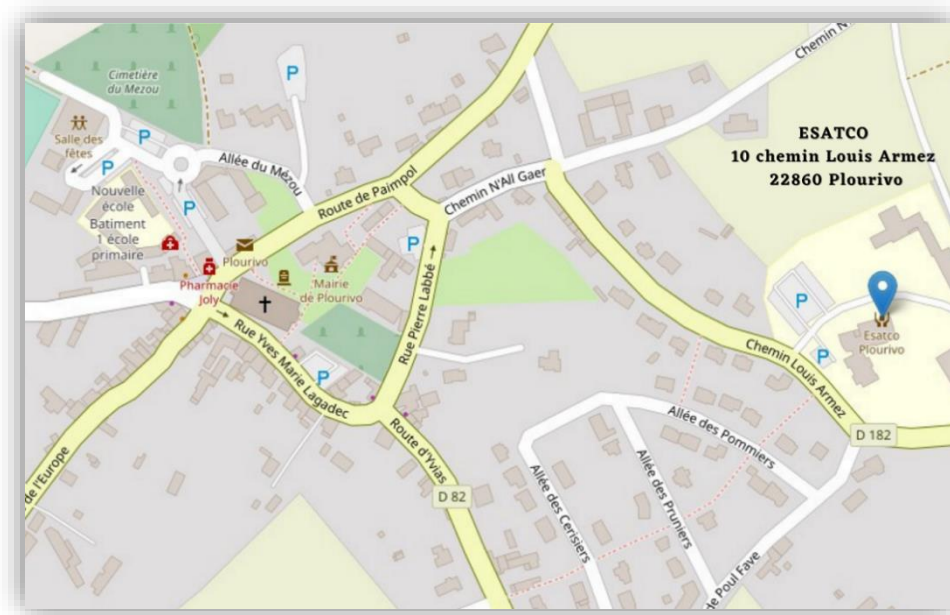 Cimetière
du Mezou
P
Salle des
fêtes
P
P
Nouvelle
école
Batiment
1 école
primaire
P
Allée du Mézou
Route de Paimpol
Chemin N'All Gaer
Chemin N'
ESATCO
10 chemin Louis Armez
22860 Plourivo
Plourivo
Pharmacie
Joly
Mairie
de Plourivo
P
Rue Pierre Labbé
Rue Yves Marie Lagadec
P
P
P
Esatco
Plourivo
Chemin Louis Armez
D 182
Allée des Pommiers
Allée des Pruniers
Allée des Cerisiers
Route d'Yvias
D 82
de l'Europe
de Poul Fave